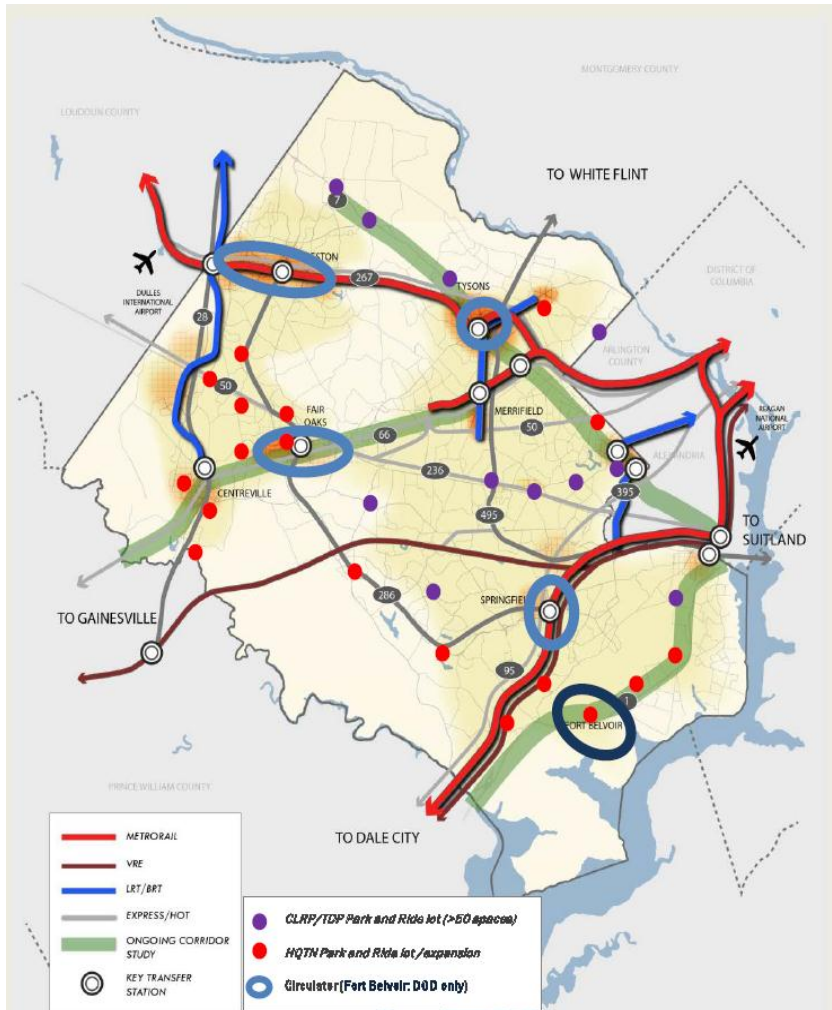 MONTGOMERY COUNTY
LOUDOUN COUNTY
TO WHITE FLINT
7
DISTRICT OF
COLUMBIA
ESTON
267
TYSONS
DULLES
INTERNATIONAL
AIRPORT
28
ARLINGTON
COUNTY
50
FAIR
OAKS
66
MERRIFIELD
50
REAGAN
NATIONAL
AIRPORT
236
ALEXANDRIA
CENTREVILLE
395
495
TO
SUITLAND
286
SPRINGFIEL
TO GAINESVILLE
95
1
FORT BELVOIR
PRINCE WILLIAM COUNTY
TO DALE CITY
METRORAIL
VRE
LRT/BRT
EXPRESS/HOT
ONGOING CORRIDOR
STUDY
KEY TRANSFER
STATION
CLRP/TDP Park and Ride lot (>50 spaces)
HQTN Park and Ride lot/expansion
Circulator (Fort Belvoir: DOD only)